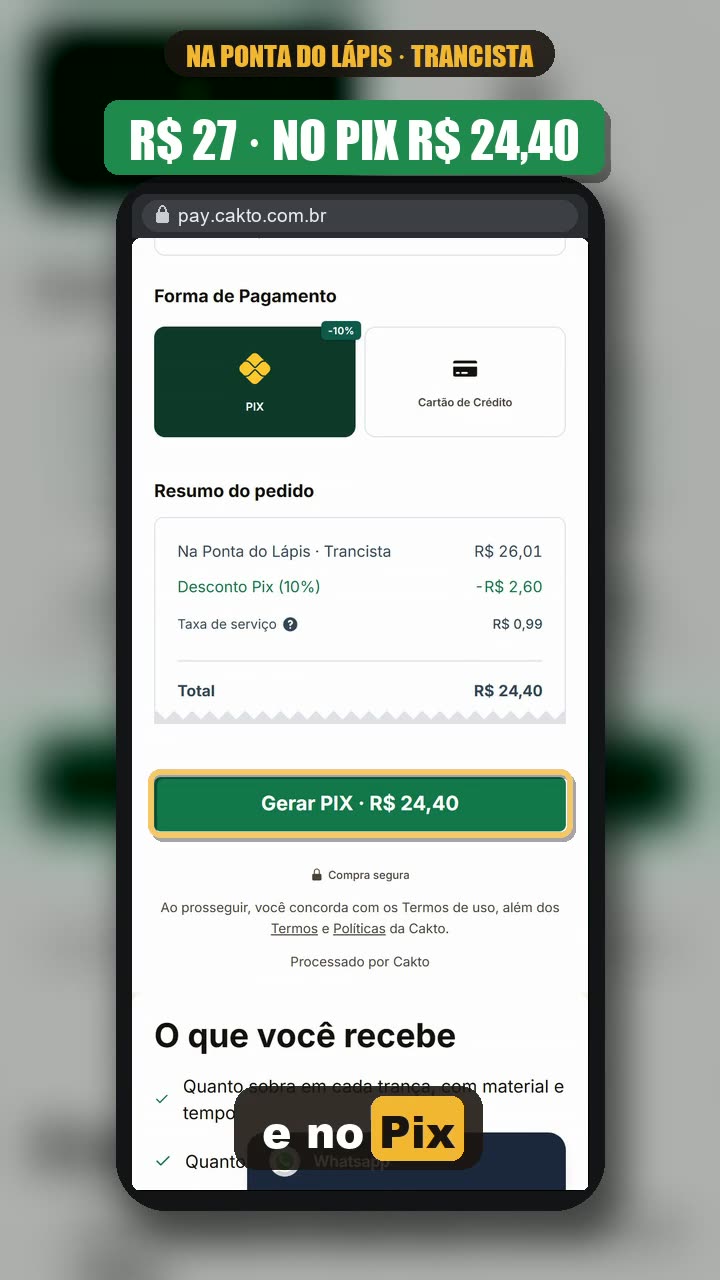 NA PONTA DO LÁPIS · TRANCISTA
R$ 27 · NO PIX R$ 24,40
pay.cakto.com.br
Forma de Pagamento
-10%
PIX
Cartão de Crédito
Resumo do pedido
Na Ponta do Lápis · Trancista R$ 26,01
Desconto Pix (10%) -R$ 2,60
Taxa de serviço ? R$ 0,99
Total R$ 24,40
Gerar PIX · R$ 24,40
Compra segura
Ao prosseguir, você concorda com os Termos de uso, além dos
Termos e Políticas da Cakto.
Processado por Cakto
O que você recebe
Quanto sobra em cada trança, com material e
tempo
Quanto
Whatsapp
e no Pix